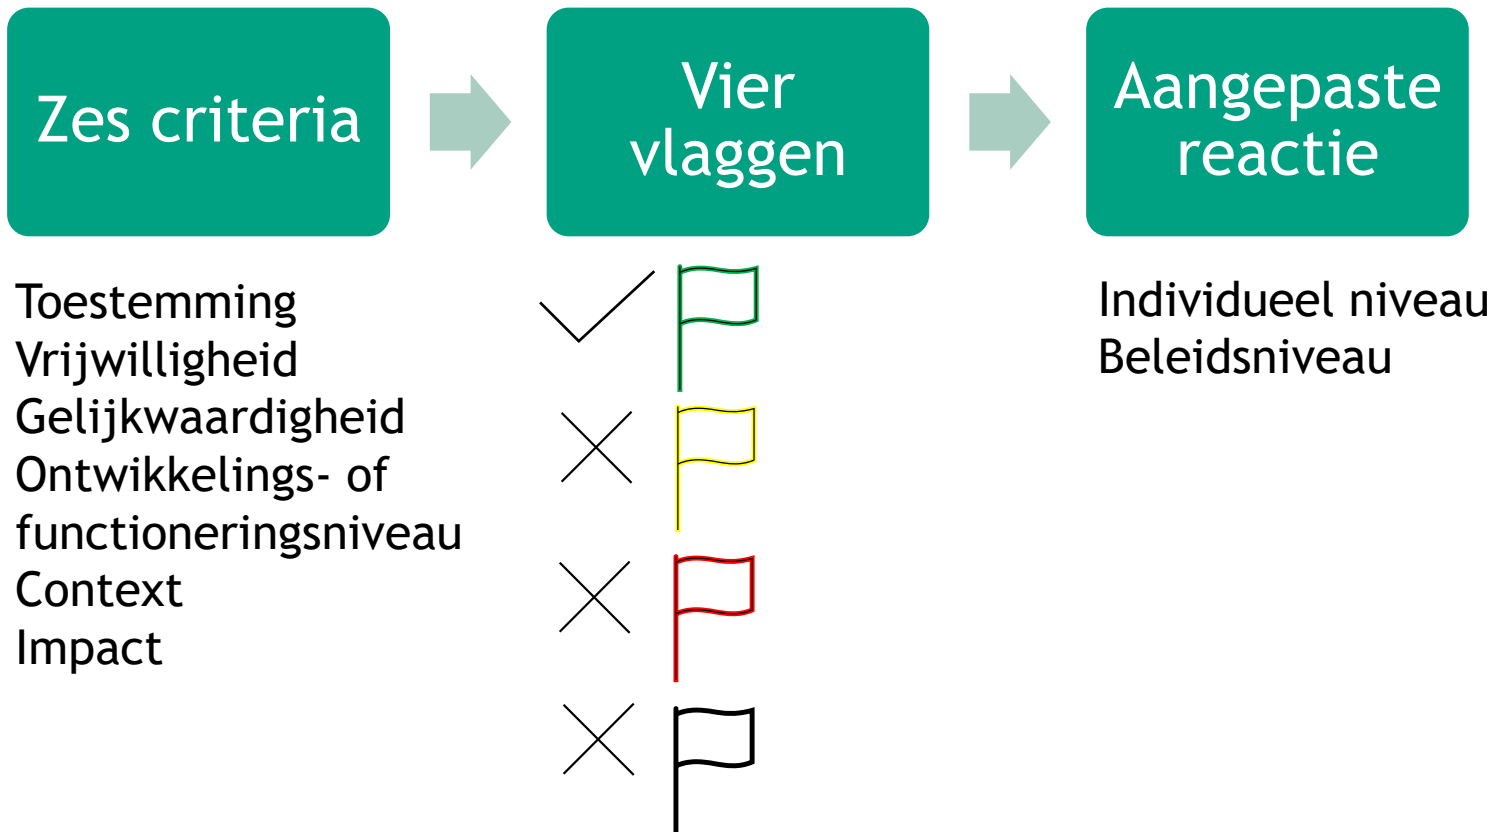 Zes criteria
Vier
vlaggen
Aangepaste
reactie
Toestemming
Vrijwilligheid
Gelijkwaardigheid
Ontwikkelings- of
functioneringsniveau
Context
Impact
Individueel niveau
Beleidsniveau